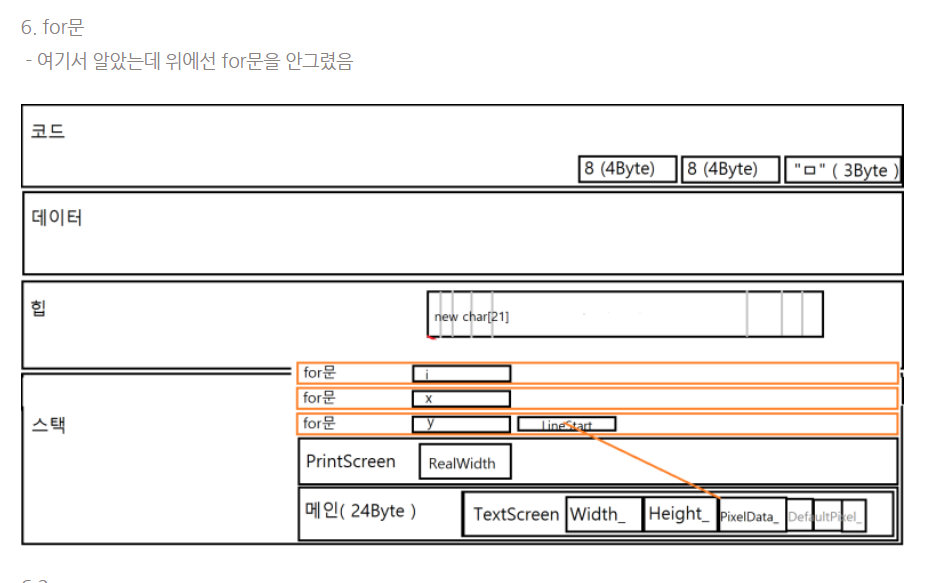 6. for문
- 여기서 알았는데 위에선 for문을 안그렸음
코드
8 (4Byte) 8 (4Byte) "ㅁ" ( 3Byte )
데이터
힙
new char[21]
for문 i
for문 x
스택
for문 y LineStart
PrintScreen RealWidth
메인( 24Byte ) TextScreen Width_ Height_ PixelData_ DefaultPixel_